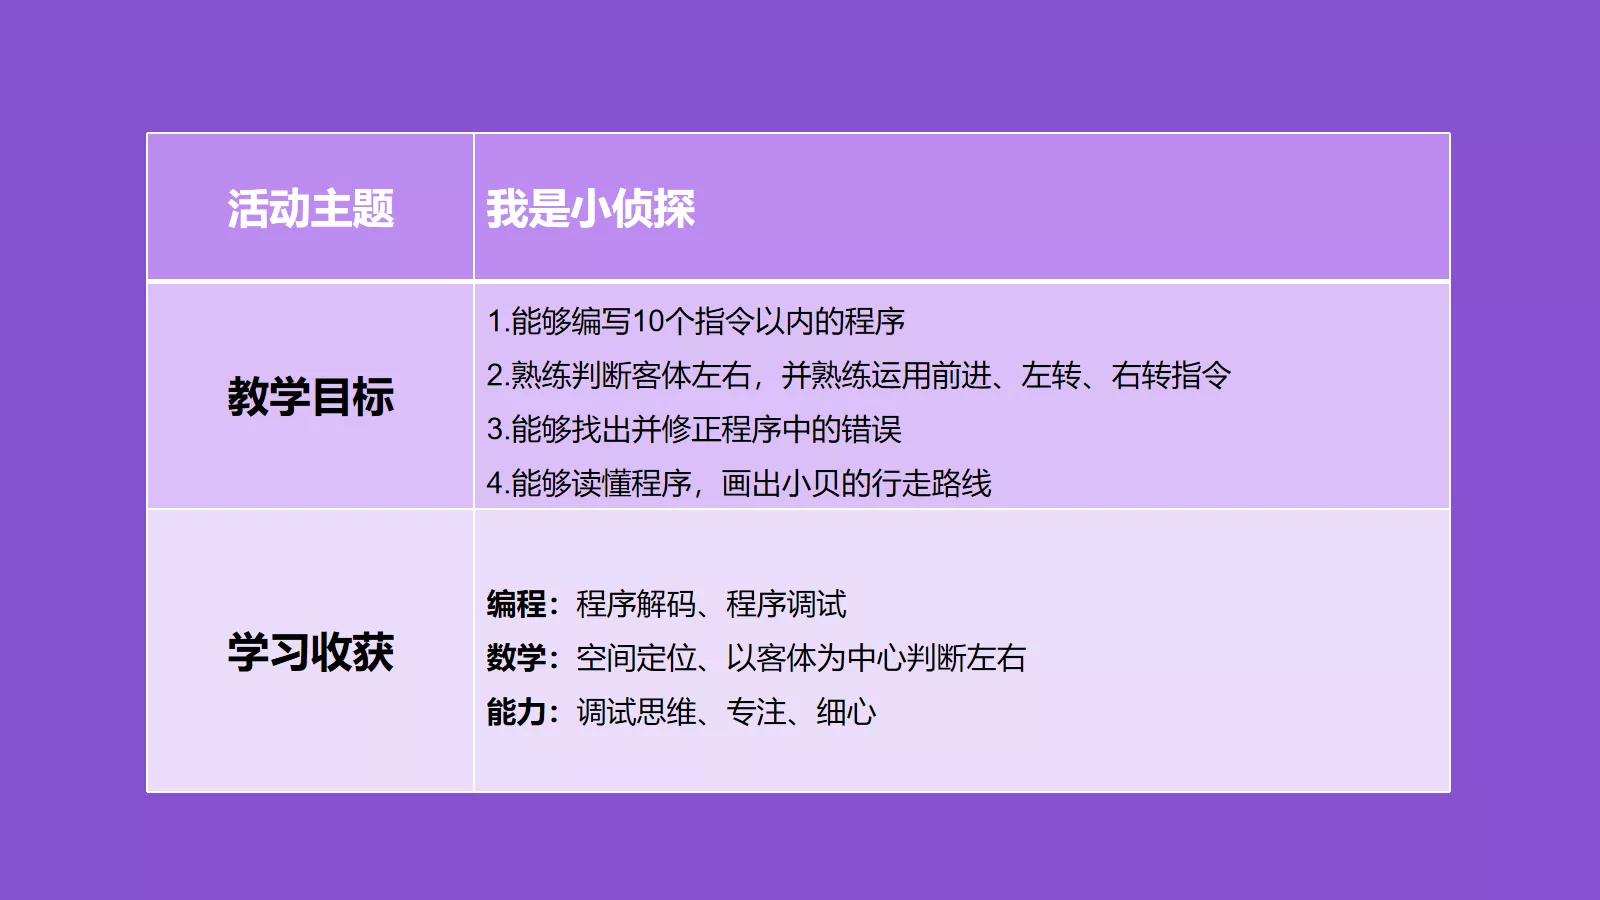 活动主题
我是小侦探
教学目标
1.能够编写10个指令以内的程序
2.熟练判断客体左右，并熟练运用前进、左转、右转指令
3.能够找出并修正程序中的错误
4.能够读懂程序，画出小贝的行走路线
学习收获
编程：程序解码、程序调试
数学：空间定位、以客体为中心判断左右
能力：调试思维、专注、细心